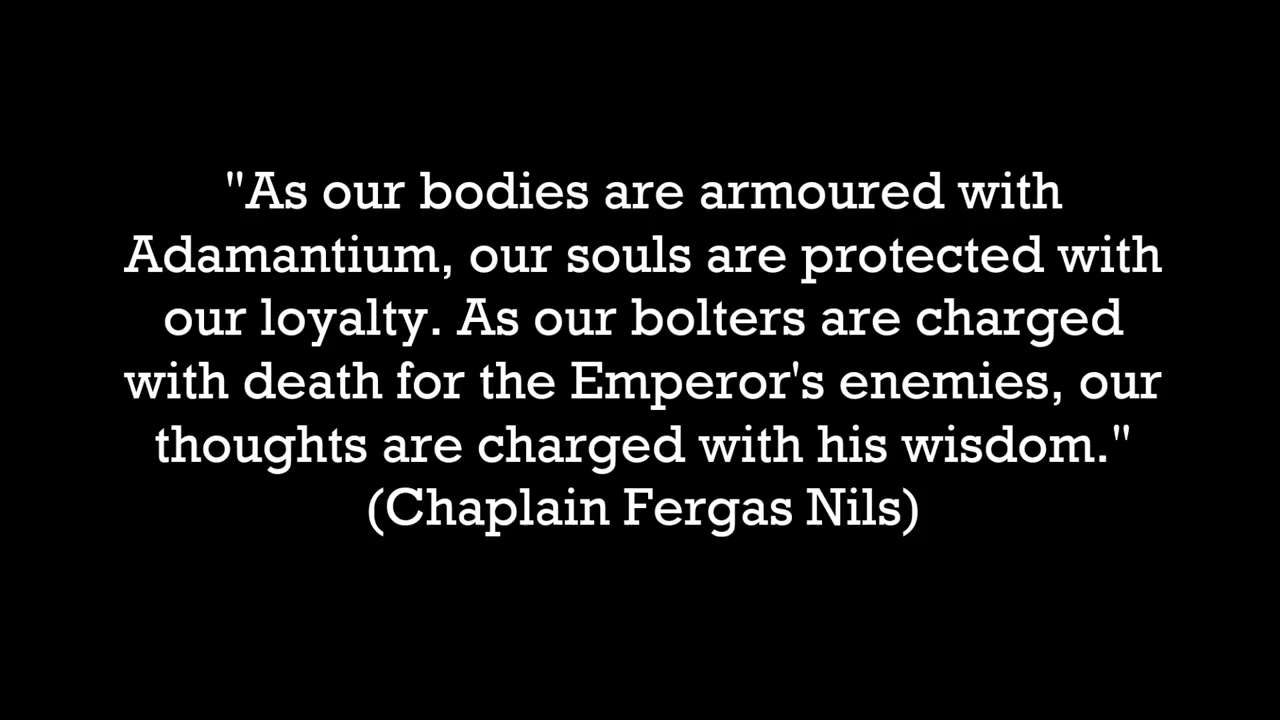 "As our bodies are armoured with
Adamantium, our souls are protected with
our loyalty. As our bolters are charged
with death for the Emperor's enemies, our
thoughts are charged with his wisdom."
(Chaplain Fergas Nils)